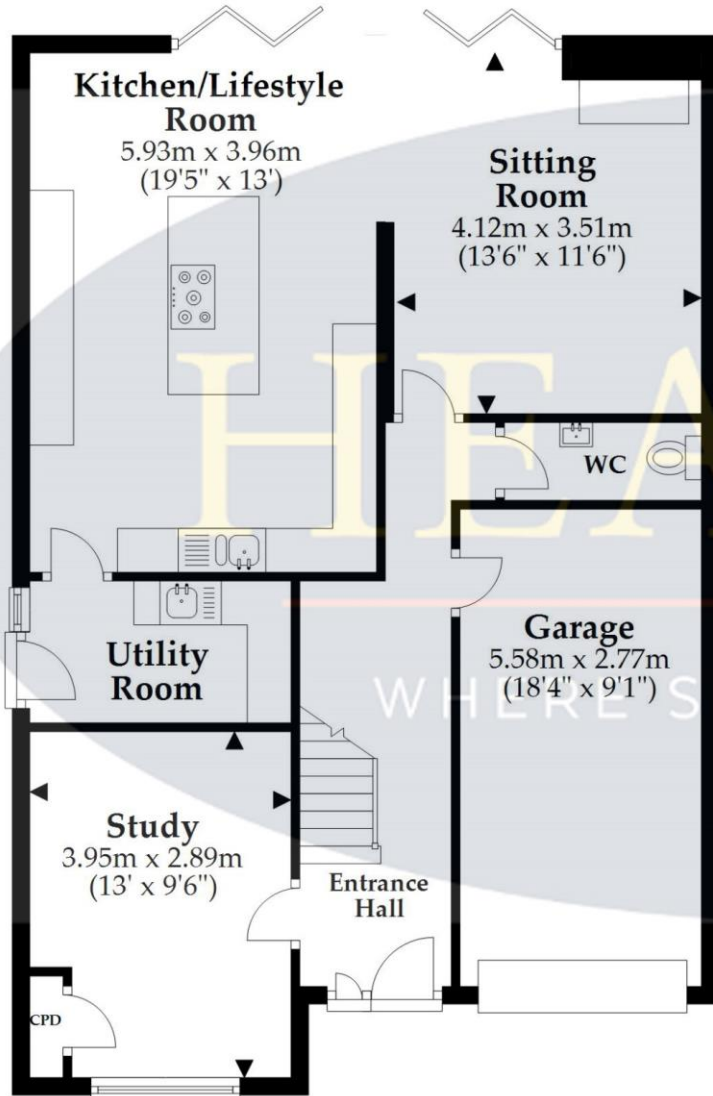 Kitchen/Lifestyle
Room
5.93m x 3.96m
(19'5" x 13')
Sitting
Room
4.12m x 3.51m
(13'6" x 11'6")
HEA
WC
Utility
Room
Garage
5.58m x 2.77m
(18'4" x 9'1")
WHERE S
Study
3.95m x 2.89m
(13' x 9'6")
Entrance
Hall
CPD